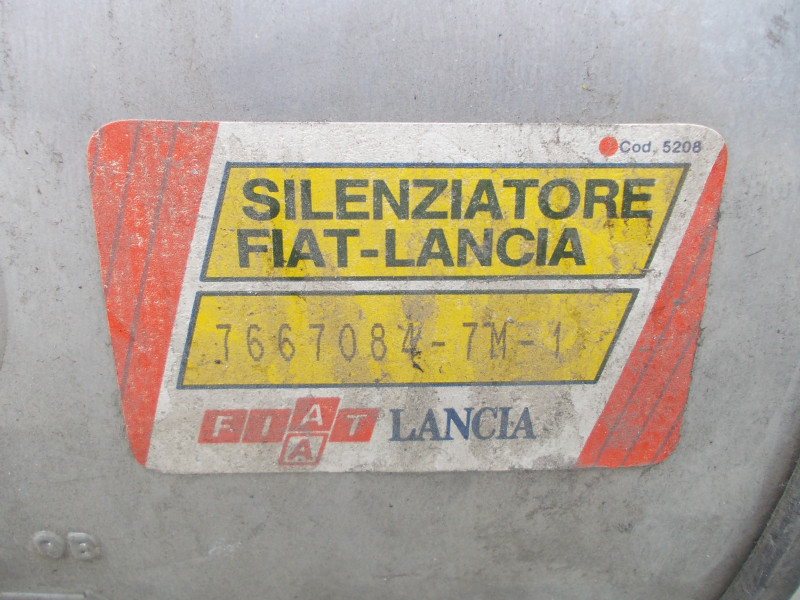 Cod. 5208
SILENZIATORE
FIAT-LANCIA
7667084-7M-1
FIAT LANCIA
A